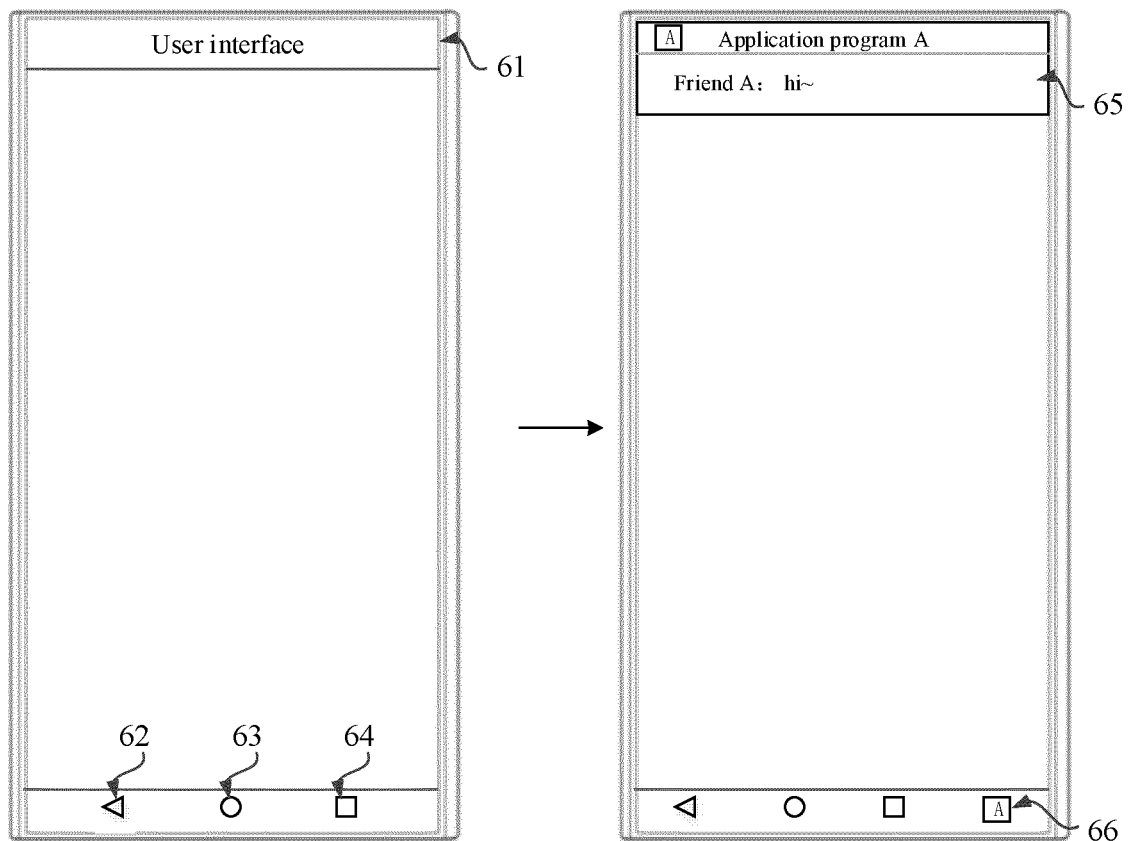 User interface
61
62
63
64
A Application program A
Friend A: hi~
65
A
66